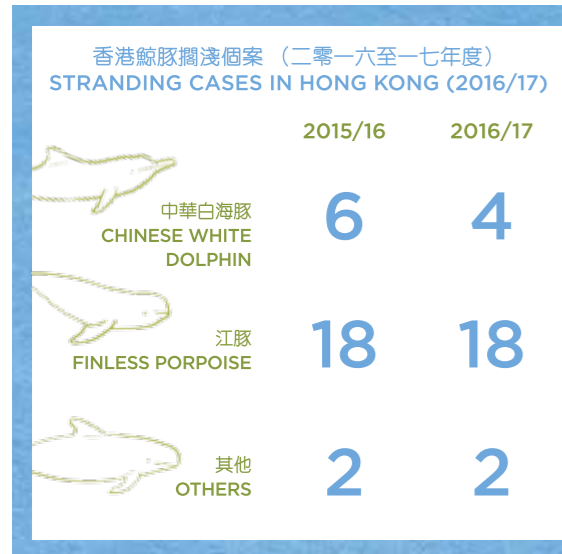 香港鯨豚擱淺個案 （二零一六至一七年度）
STRANDING CASES IN HONG KONG (2016/17)
2015/16 2016/17
中華白海豚
CHINESE WHITE
DOLPHIN
6 4
江豚
FINLESS PORPOISE
18 18
其他
OTHERS
2 2